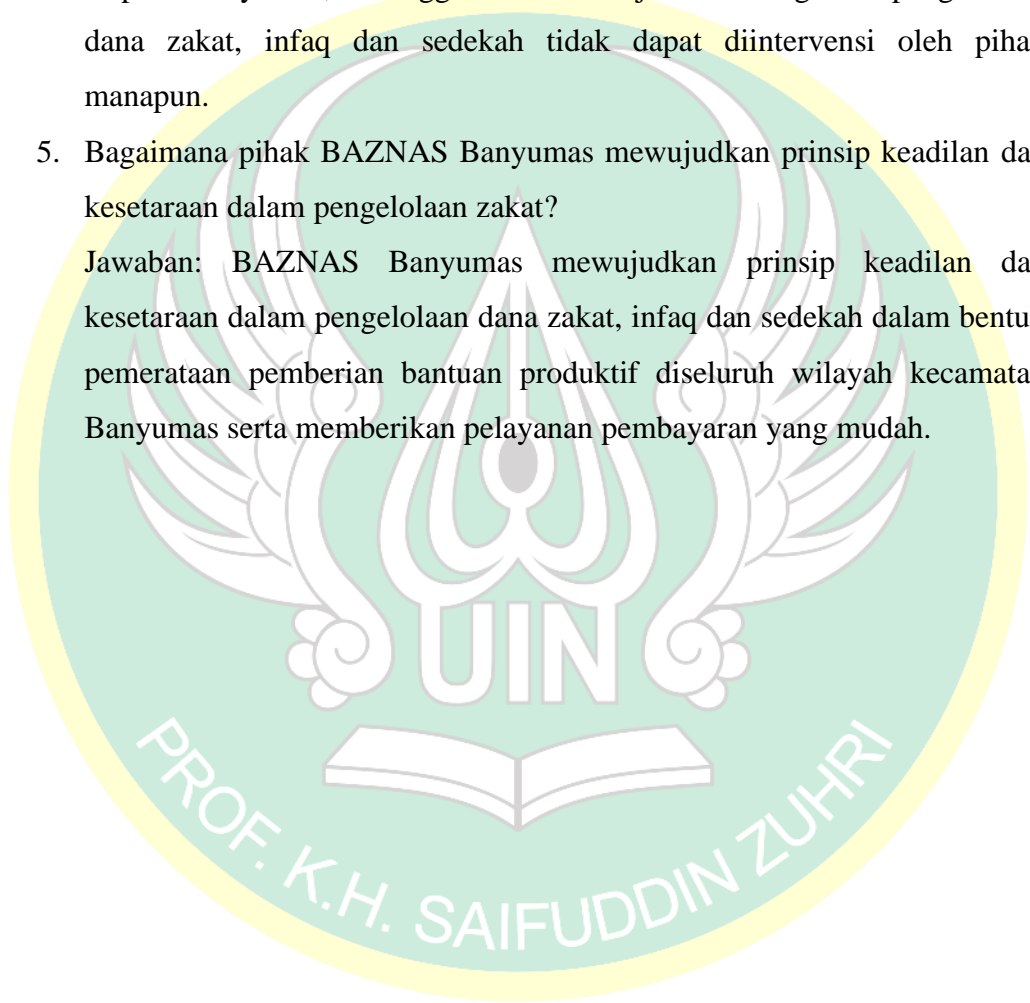 dana zakat, infaq dan sedekah tidak dapat diintervensi oleh piha
manapun.
5. Bagaimana pihak BAZNAS Banyumas mewujudkan prinsip keadilan da
kesetaraan dalam pengelolaan zakat?
Jawaban: BAZNAS Banyumas mewujudkan prinsip keadilan da
kesetaraan dalam pengelolaan dana zakat, infaq dan sedekah dalam bentu
pemerataan pemberian bantuan produktif diseluruh wilayah kecamata
Banyumas serta memberikan pelayanan pembayaran yang mudah.
UIN
PROF. K.H. SAIFUDDIN ZUHRI